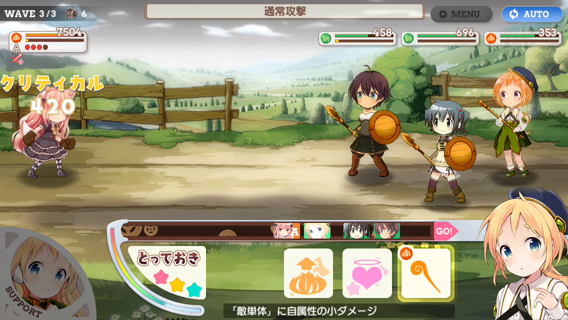 WAVE 3/3 6
通常攻撃
MENU
AUTO
7504
458
696
353
A
クリティカル
420
GO!
とっておき
SUPPORT
「敵単体」に自属性の小ダメージ